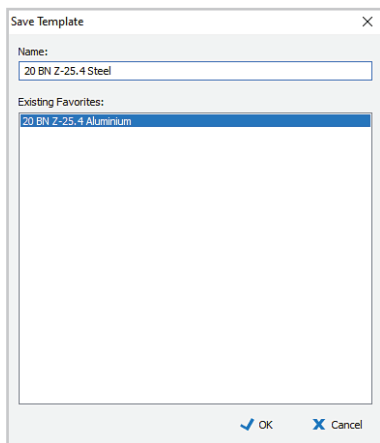 Save Template
Name:
20 BN Z-25.4 Steel
Existing Favorites:
20 BN Z-25.4 Aluminium
OK
Cancel